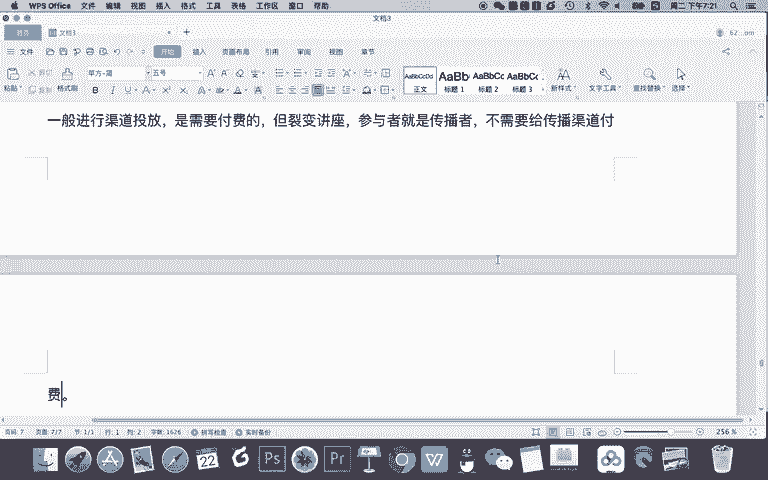 WPS Office 文件 编辑 视图 插入 格式 工具 表格 工作区 窗口 帮助
周二 下午7:21
文档3
首页 文档3
文件 开始 插入 页面布局 引用 审阅 视图 章节
粘贴 剪切 复制 格式刷
五号
B I U A
AaBbCcDd 正文
AaBb 标题 1
AaBbCc 标题 2
AaBbCc 标题 3
新样式 文字工具 查找替换 选择
一般进行渠道投放，是需要付费的，但裂变讲座，参与者就是传播者，不需要给传播渠道付
费。
页码: 7 页面: 7/7 节: 1/1 行: 1 列: 2 字数: 1626 拼写检查 实时备份 256 %
22
Ps Pr W